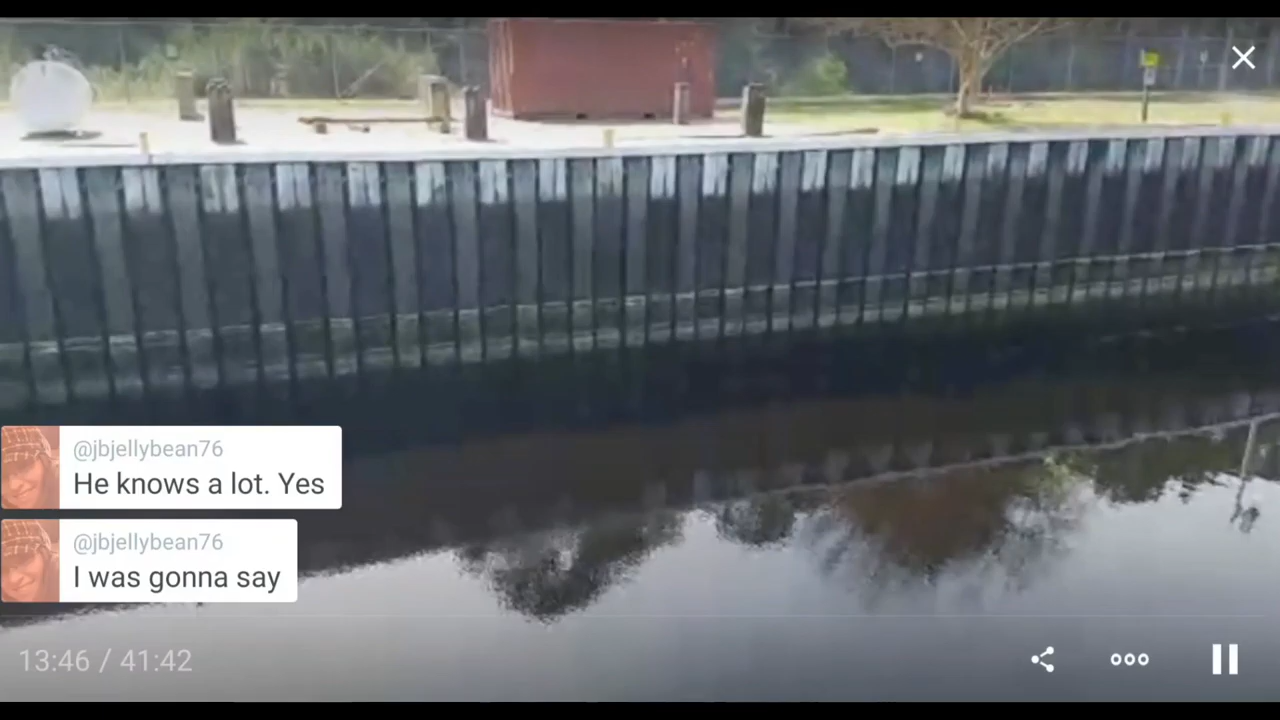 @jbjellybean76
He knows a lot. Yes
@jbjellybean76
I was gonna say
13:46 / 41:42